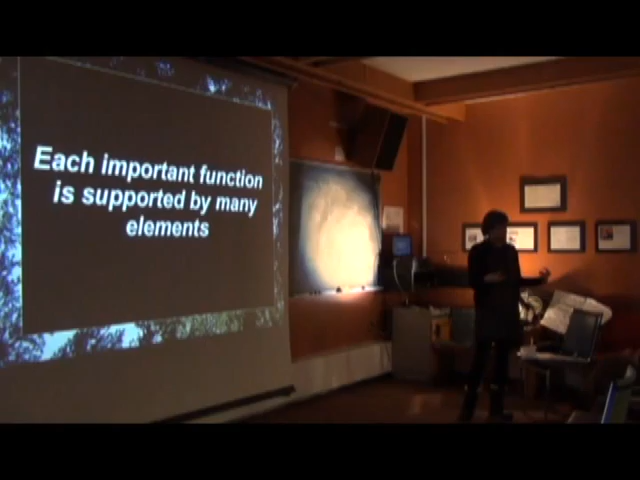 Each important function
is supported by many
elements